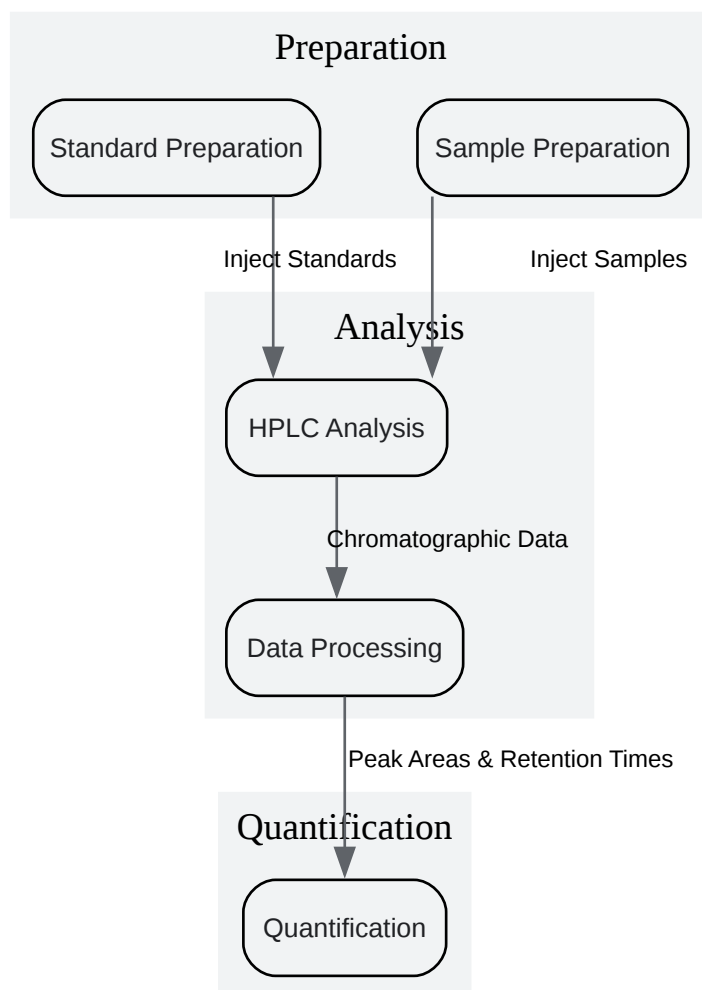 Preparation
Standard Preparation
Sample Preparation
Inject Standards
Inject Samples
Analysis
HPLC Analysis
Chromatographic Data
Data Processing
Peak Areas & Retention Times
Quantification
Quantification